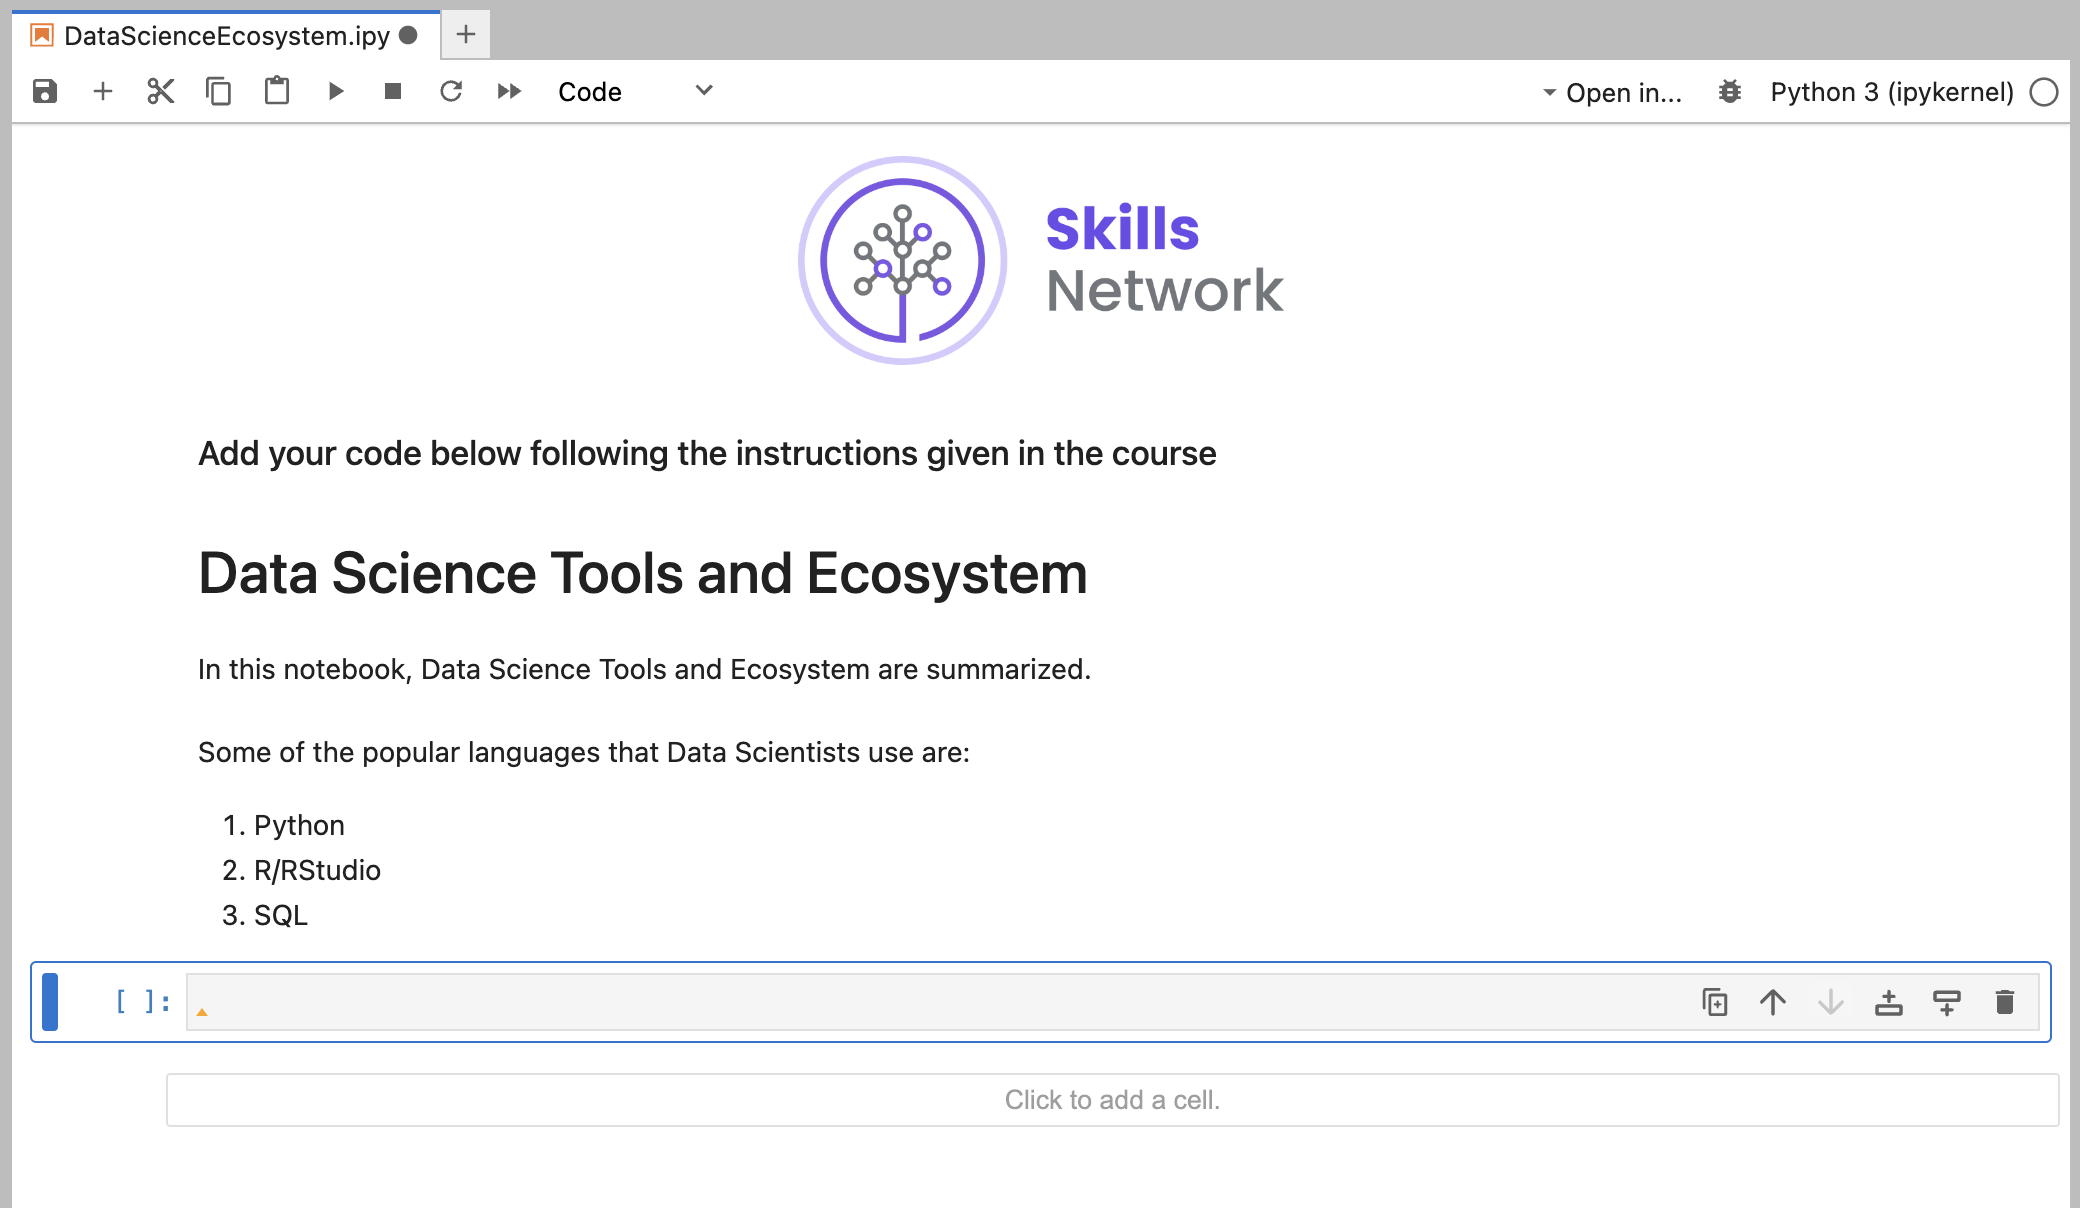 DataScienceEcosystem.ipy
Code
Open in...
Python 3 (ipykernel)
Skills
Network
Add your code below following the instructions given in the course
Data Science Tools and Ecosystem
In this notebook, Data Science Tools and Ecosystem are summarized.
Some of the popular languages that Data Scientists use are:
1. Python
2. R/RStudio
3. SQL
[ ]:
Click to add a cell.